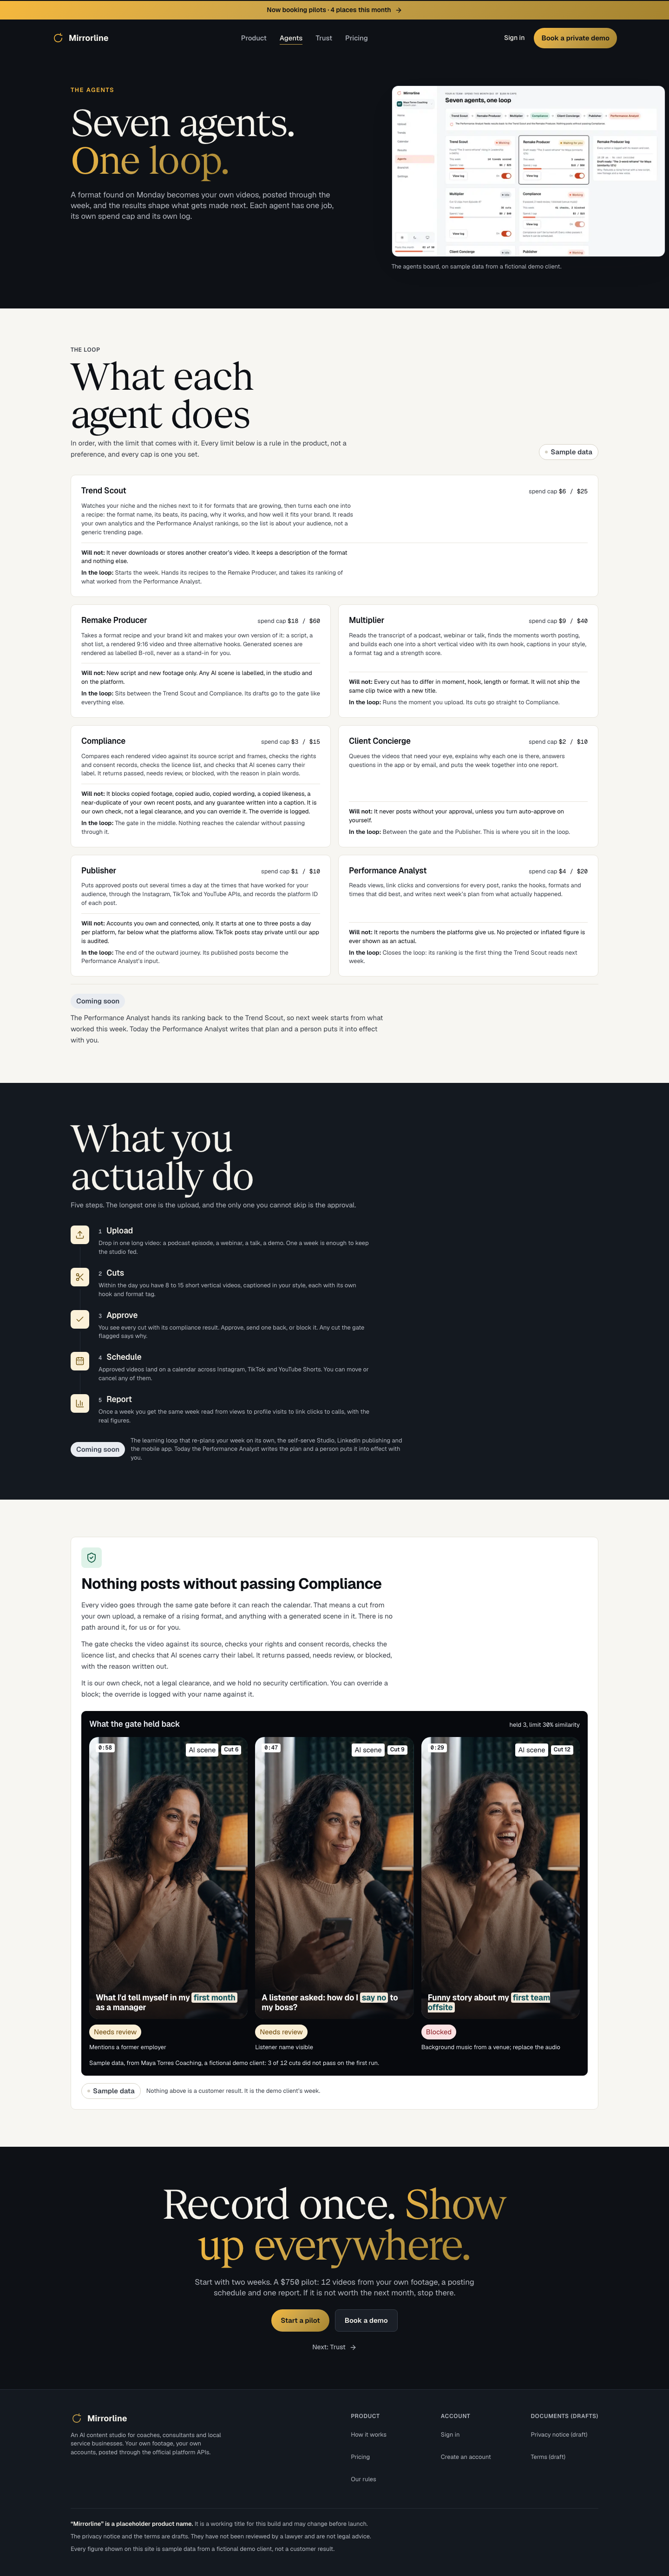 Now booking pilots · 4 places this month →
Mirrorline
Product
Agents
Trust
Pricing
Sign in
Book a private demo
THE AGENTS
Seven agents.
One loop.
A format found on Monday becomes your own videos, posted through the
week, and the results shape what gets made next. Each agent has one job,
its own spend cap and its own log.
Mirrorline
Seven agents, one loop
Trend Scout
Remake Producer
Multiplier
Compliance
Client Concierge
Publisher
Performance Analyst
Trend Scout
Remake Producer
Remake Producer log
View log
View log
Multiplier
Compliance
View log
View log
Client Concierge
Publisher
The agents board, on sample data from a fictional demo client.
THE LOOP
What each
agent does
In order, with the limit that comes with it. Every limit below is a rule in the product, not a
preference, and every cap is one you set.
Sample data
Trend Scout
spend cap $6 / $25
Watches your niche and the niches next to it for formats that are growing, then turns each one into
a recipe: the format name, its beats, its pacing, why it works, and how well it fits your brand. It reads
your own analytics and the Performance Analyst rankings, so the list is about your audience, not a
generic trending page.
Will not: It never downloads or stores another creator's video. It keeps a description of the format
and nothing else.
In the loop: Starts the week. Hands its recipes to the Remake Producer, and takes its ranking of
what worked from the Performance Analyst.
Remake Producer
spend cap $18 / $60
Takes a format recipe and your brand kit and makes your own version of it: a script, a
shot list, a rendered 9:16 video and three alternative hooks. Generated scenes are
rendered as labelled B-roll, never as a stand-in for you.
Will not: New script and new footage only. Any AI scene is labelled, in the studio and
on the platform.
In the loop: Sits between the Trend Scout and Compliance. Its drafts go to the gate like
everything else.
Multiplier
spend cap $9 / $40
Reads the transcript of a podcast, webinar or talk, finds the moments worth posting,
and turns each one into a short vertical video with its own hook, captions in your style,
a format tag and a strength score.
Will not: Every cut has to differ in moment, hook, length or format. It will not ship the
same clip twice with a new title.
In the loop: Runs the moment you upload. Its cuts go straight to Compliance.
Compliance
spend cap $3 / $15
Compares each rendered video against its source script and frames, checks the rights
and consent records, checks the licence list, and checks that AI scenes carry their
label. It returns passed, needs review, or blocked, with the reason in plain words.
Will not: It blocks copied footage, copied audio, copied wording, a copied likeness, a
near-duplicate of your own recent posts, and any guarantee written into a caption. It is
our own check, not a legal clearance, and you can override it. The override is logged.
In the loop: The gate in the middle. Nothing reaches the calendar without passing
through it.
Client Concierge
spend cap $2 / $10
Queues the videos that need your eye, explains why each one is there, answers
questions in the app or by email, and puts the week together into one report.
Will not: It never posts without your approval, unless you turn auto-approve on
yourself.
In the loop: Between the gate and the Publisher. This is where you sit in the loop.
Publisher
spend cap $1 / $10
Puts approved posts out several times a day at the times that have worked for your
audience, through the Instagram, TikTok and YouTube APIs, and records the platform ID
of each post.
Will not: Accounts you own and connected, only. It starts at one to three posts a day
per platform, far below what the platforms allow. TikTok posts stay private until our app
is audited.
In the loop: The end of the outward journey. Its published posts become the
Performance Analyst's input.
Performance Analyst
spend cap $4 / $20
Reads views, link clicks and conversions for every post, ranks the hooks, formats and
times that did best, and writes next week's plan from what actually happened.
Will not: It reports the numbers the platforms give us. No projected or inflated figure is
ever shown as an actual.
In the loop: Closes the loop: its ranking is the first thing the Trend Scout reads next
week.
Coming soon
The Performance Analyst hands its ranking back to the Trend Scout, so next week starts from what
worked this week. Today the Performance Analyst writes that plan and a person puts it into effect
with you.
What you
actually do
Five steps. The longest one is the upload, and the only one you cannot skip is the approval.
1 Upload
Drop in one long video: a podcast episode, a webinar, a talk, a demo. One a week is enough to keep
the studio fed.
2 Cuts
Within the day you have 8 to 15 short vertical videos, captioned in your style, each with its own
hook and format tag.
3 Approve
You see every cut with its compliance result. Approve, send one back, or block it. Any cut the gate
flagged says why.
4 Schedule
Approved videos land on a calendar across Instagram, TikTok and YouTube Shorts. You can move or
cancel any of them.
5 Report
Once a week you get the same week read from views to profile visits to link clicks to calls, with the
real figures.
Coming soon
The learning loop that re-plans your week on its own, the self-serve Studio, LinkedIn publishing and
the mobile app. Today the Performance Analyst writes the plan and a person puts it into effect with
you.
Nothing posts without passing Compliance
Every video goes through the same gate before it can reach the calendar. That means a cut from
your own upload, a remake of a rising format, and anything with a generated scene in it. There is no
path around it, for us or for you.
The gate checks the video against its source, checks your rights and consent records, checks the
licence list, and checks that AI scenes carry their label. It returns passed, needs review, or blocked,
with the reason written out.
It is our own check, not a legal clearance, and we hold no security certification. You can override a
block; the override is logged with your name against it.
What the gate held back
held 3, limit 30% similarity
0:58
AI scene
Cut 6
What I'd tell myself in my first month
as a manager
Needs review
Mentions a former employer
0:47
AI scene
Cut 9
A listener asked: how do I say no to
my boss?
Needs review
Listener name visible
0:29
AI scene
Cut 12
Funny story about my first team
offsite
Blocked
Background music from a venue; replace the audio
Sample data, from Maya Torres Coaching, a fictional demo client: 3 of 12 cuts did not pass on the first run.
Sample data
Nothing above is a customer result. It is the demo client's week.
Record once. Show
up everywhere.
Start with two weeks. A $750 pilot: 12 videos from your own footage, a posting
schedule and one report. If it is not worth the next month, stop there.
Start a pilot
Book a demo
Next: Trust →
Mirrorline
An AI content studio for coaches, consultants and local
service businesses. Your own footage, your own
accounts, posted through the official platform APIs.
PRODUCT
How it works
Pricing
Our rules
ACCOUNT
Sign in
Create an account
DOCUMENTS (DRAFTS)
Privacy notice (draft)
Terms (draft)
"Mirrorline" is a placeholder product name. It is a working title for this build and may change before launch.
The privacy notice and the terms are drafts. They have not been reviewed by a lawyer and are not legal advice.
Every figure shown on this site is sample data from a fictional demo client, not a customer result.